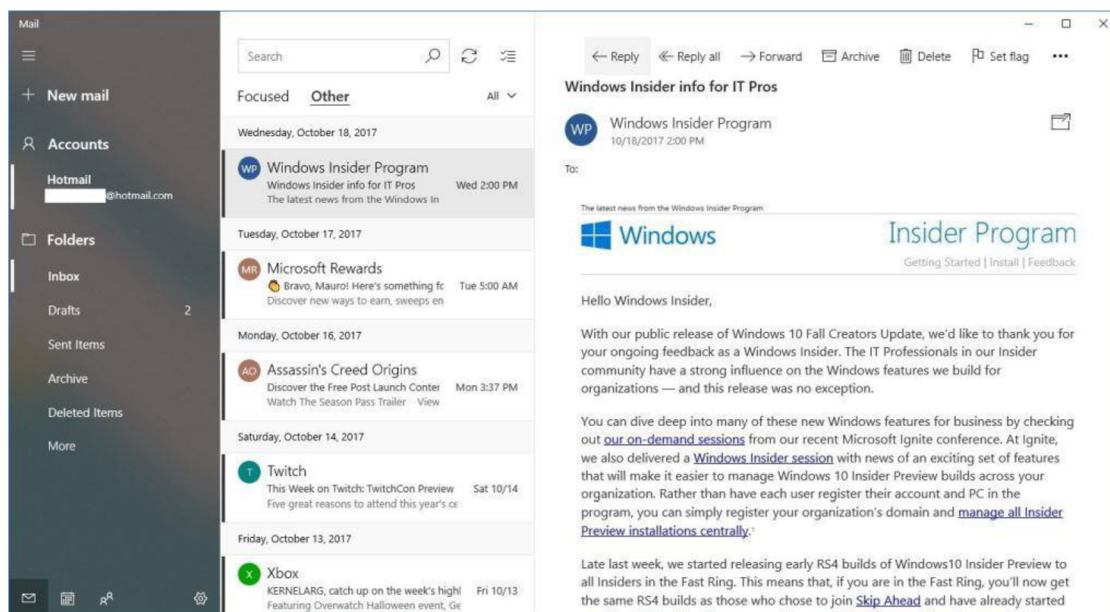 Mail
New mail
Accounts
Hotmail
@hotmail.com
Folders
Inbox
Drafts 2
Sent Items
Archive
Deleted Items
More
Search
Focused Other All
Wednesday, October 18, 2017
WP
Windows Insider Program
Windows Insider info for IT Pros Wed 2:00 PM
The latest news from the Windows In
Tuesday, October 17, 2017
MR
Microsoft Rewards
Bravo, Mauro! Here's something fc Tue 5:00 AM
Discover new ways to earn, sweeps en
Monday, October 16, 2017
AO
Assassin's Creed Origins
Discover the Free Post Launch Conter Mon 3:37 PM
Watch The Season Pass Trailer View
Saturday, October 14, 2017
T
Twitch
This Week on Twitch: TwitchCon Preview Sat 10/14
Five great reasons to attend this year's ce
Friday, October 13, 2017
X
Xbox
KERNELARG, catch up on the week's highl Fri 10/13
Featuring Overwatch Halloween event, Ge
Reply Reply all Forward Archive Delete Set flag
Windows Insider info for IT Pros
WP
Windows Insider Program
10/18/2017 2:00 PM
To:
The latest news from the Windows Insider Program
Windows Insider Program
Getting Started | Install | Feedback
Hello Windows Insider,
With our public release of Windows 10 Fall Creators Update, we'd like to thank you for
your ongoing feedback as a Windows Insider. The IT Professionals in our Insider
community have a strong influence on the Windows features we build for
organizations — and this release was no exception.
You can dive deep into many of these new Windows features for business by checking
out our on-demand sessions from our recent Microsoft Ignite conference. At Ignite,
we also delivered a Windows Insider session with news of an exciting set of features
that will make it easier to manage Windows 10 Insider Preview builds across your
organization. Rather than have each user register their account and PC in the
program, you can simply register your organization's domain and manage all Insider
Preview installations centrally.
Late last week, we started releasing early RS4 builds of Windows10 Insider Preview to
all Insiders in the Fast Ring. This means that, if you are in the Fast Ring, you'll now get
the same RS4 builds as those who chose to join Skip Ahead and have already started